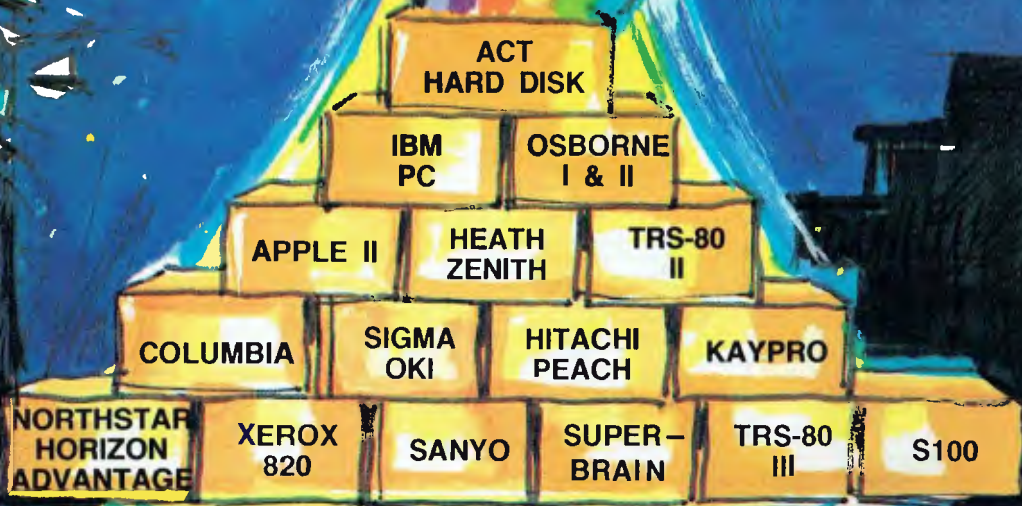 ACT
HARD DISK
IBM
PC
OSBORNE
I & II
APPLE II
HEATH
ZENITH
TRS-80
II
COLUMBIA
SIGMA
OKI
HITACHI
PEACH
KAYPRO
NORTHSTAR
HORIZON
ADVANTAGE
XEROX
820
SANYO
SUPER–
BRAIN
TRS-80
III
S100